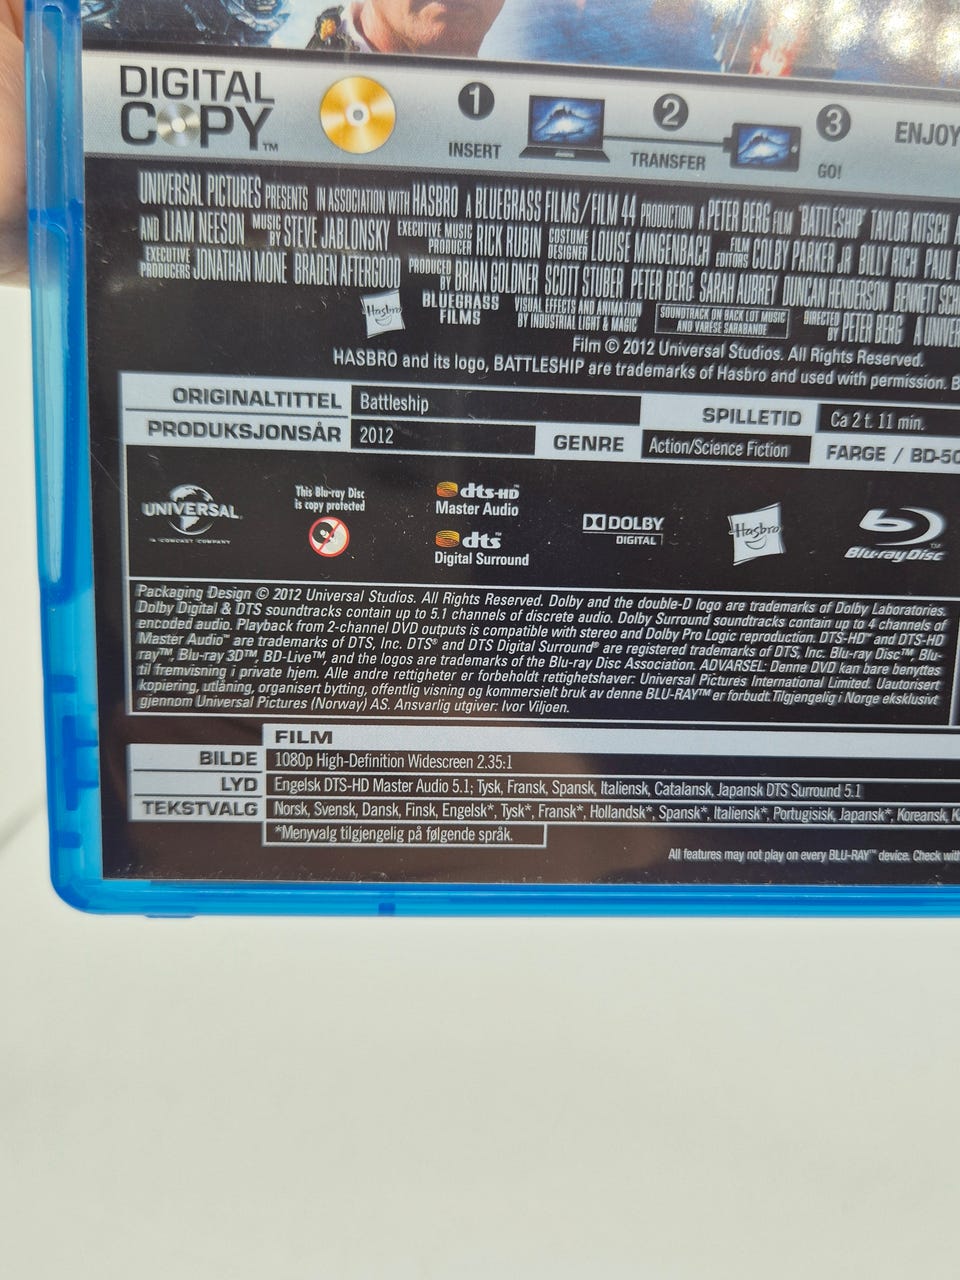 DIGITAL
COPY™
1
INSERT
2
TRANSFER
3
GO!
ENJOY
UNIVERSAL PICTURES PRESENTS IN ASSOCIATION WITH HASBRO A BLUEGRASS FILMS/FILM 44 PRODUCTION A PETER BERG FILM "BATTLESHIP" TAYLOR KITSCH
AND LIAM NEESON MUSIC BY STEVE JABLONSKY EXECUTIVE MUSIC PRODUCER RICK RUBIN COSTUME DESIGNER LOUISE MINGENBACH FILM EDITORS COLBY PARKER JR BILLY RICH PAUL
EXECUTIVE PRODUCERS JONATHAN MONE BRADEN AFTERGOOD PRODUCED BY BRIAN GOLDNER SCOTT STUBER PETER BERG SARAH AUBREY DUNCAN HENDERSON BENNETT SCH
Hasbro BLUEGRASS FILMS VISUAL EFFECTS AND ANIMATION BY INDUSTRIAL LIGHT & MAGIC SOUNDTRACK ON BACK LOT MUSIC AND VARÈSE SARABANDE DIRECTED BY PETER BERG A UNIVER
Film © 2012 Universal Studios. All Rights Reserved.
HASBRO and its logo, BATTLESHIP are trademarks of Hasbro and used with permission. B
ORIGINALTITTEL Battleship SPILLETID Ca 2 t. 11 min.
PRODUKSJONSÅR 2012 GENRE Action/Science Fiction FARGE / BD-50
UNIVERSAL
A COMCAST COMPANY
This Blu-ray Disc
is copy protected
dts-HD™
Master Audio
dts™
Digital Surround
DOLBY
DIGITAL
Hasbro
Blu-ray Disc™
Packaging Design © 2012 Universal Studios. All Rights Reserved. Dolby and the double-D logo are trademarks of Dolby Laboratories.
Dolby Digital & DTS soundtracks contain up to 5.1 channels of discrete audio. Dolby Surround soundtracks contain up to 4 channels of
encoded audio. Playback from 2-channel DVD outputs is compatible with stereo and Dolby Pro Logic reproduction. DTS-HD™ and DTS-HD
Master Audio™ are trademarks of DTS, Inc. DTS® and DTS Digital Surround® are registered trademarks of DTS, Inc. Blu-ray Disc™, Blu-
ray™, Blu-ray 3D™, BD-Live™, and the logos are trademarks of the Blu-ray Disc Association. ADVARSEL: Denne DVD kan bare benyttes
til fremvisning i private hjem. Alle andre rettigheter er forbeholdt rettighetshaver: Universal Pictures International Limited. Uautorisert
kopiering, utlåning, organisert bytting, offentlig visning og kommersielt bruk av denne BLU-RAY™ er forbudt. Tilgjengelig i Norge eksklusivt
gjennom Universal Pictures (Norway) AS. Ansvarlig utgiver: Ivor Viljoen.
FILM
BILDE 1080p High-Definition Widescreen 2.35:1
LYD Engelsk DTS-HD Master Audio 5.1; Tysk, Fransk, Spansk, Italiensk, Catalansk, Japansk DTS Surround 5.1
TEKSTVALG Norsk, Svensk, Dansk, Finsk, Engelsk*, Tysk*, Fransk*, Hollandsk*, Spansk*, Italiensk*, Portugisisk, Japansk*, Koreansk, K
*Menyvalg tilgjengelig på følgende språk.
All features may not play on every BLU-RAY™ device. Check with